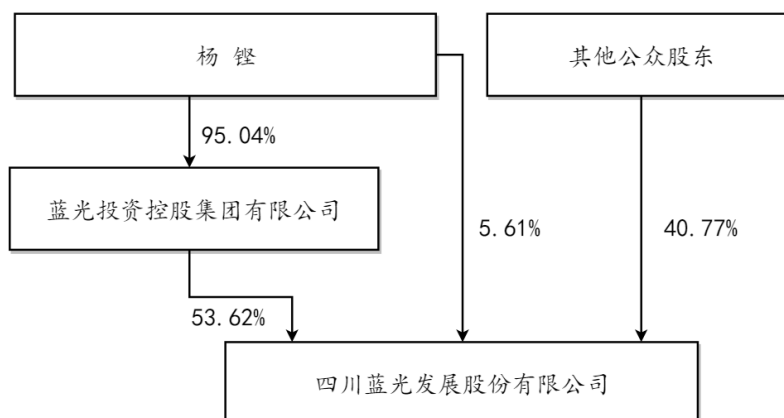 杨 铿
其他公众股东
95.04%
蓝光投资控股集团有限公司
5.61%
40.77%
53.62%
四川蓝光发展股份有限公司